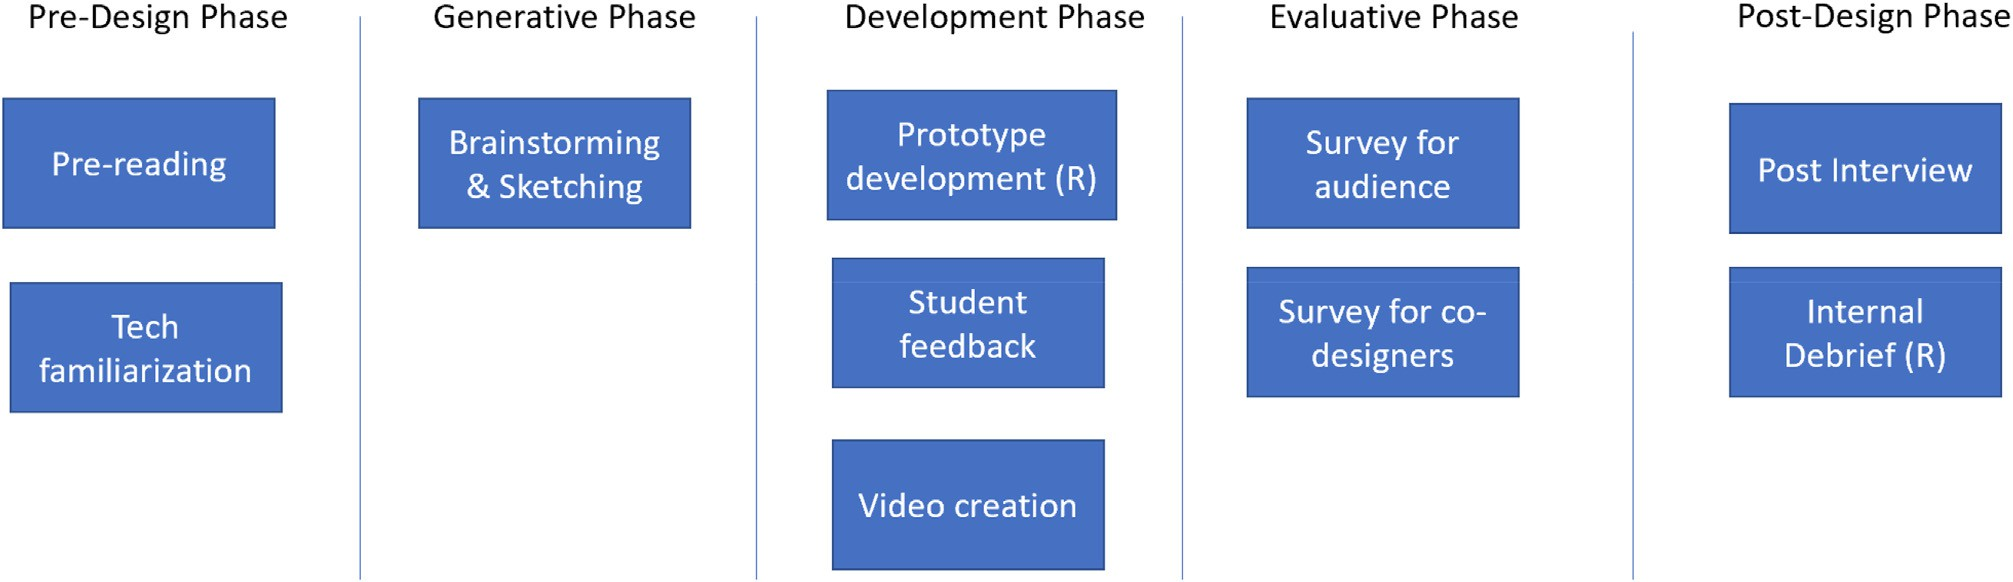 Pre-Design Phase
Pre-reading
Tech
familiarization
Generative Phase
Brainstorming
& Sketching
Development Phase
Prototype
development (R)
Student
feedback
Video creation
Evaluative Phase
Survey for
audience
Survey for co-
designers
Post-Design Phase
Post Interview
Internal
Debrief (R)